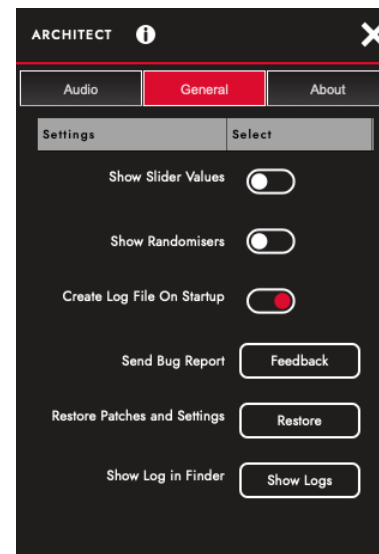 ARCHITECT i
Audio General About
Settings Select
Show Slider Values
Show Randomisers
Create Log File On Startup
Send Bug Report Feedback
Restore Patches and Settings Restore
Show Log in Finder Show Logs